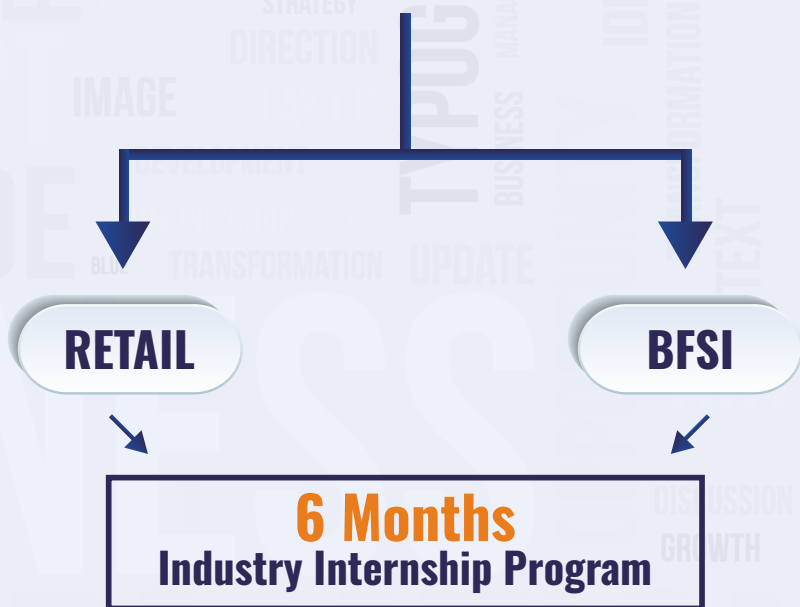 STRATEGY
DIRECTION
IMAGE
LAYOUT
TYPOG
BUSINESS
DEVELOPMENT
BLUE
TRANSFORMATION
UPDATE
TEXT
RETAIL
BFSI
6 Months
Industry Internship Program
DISCUSSION
GROWTH